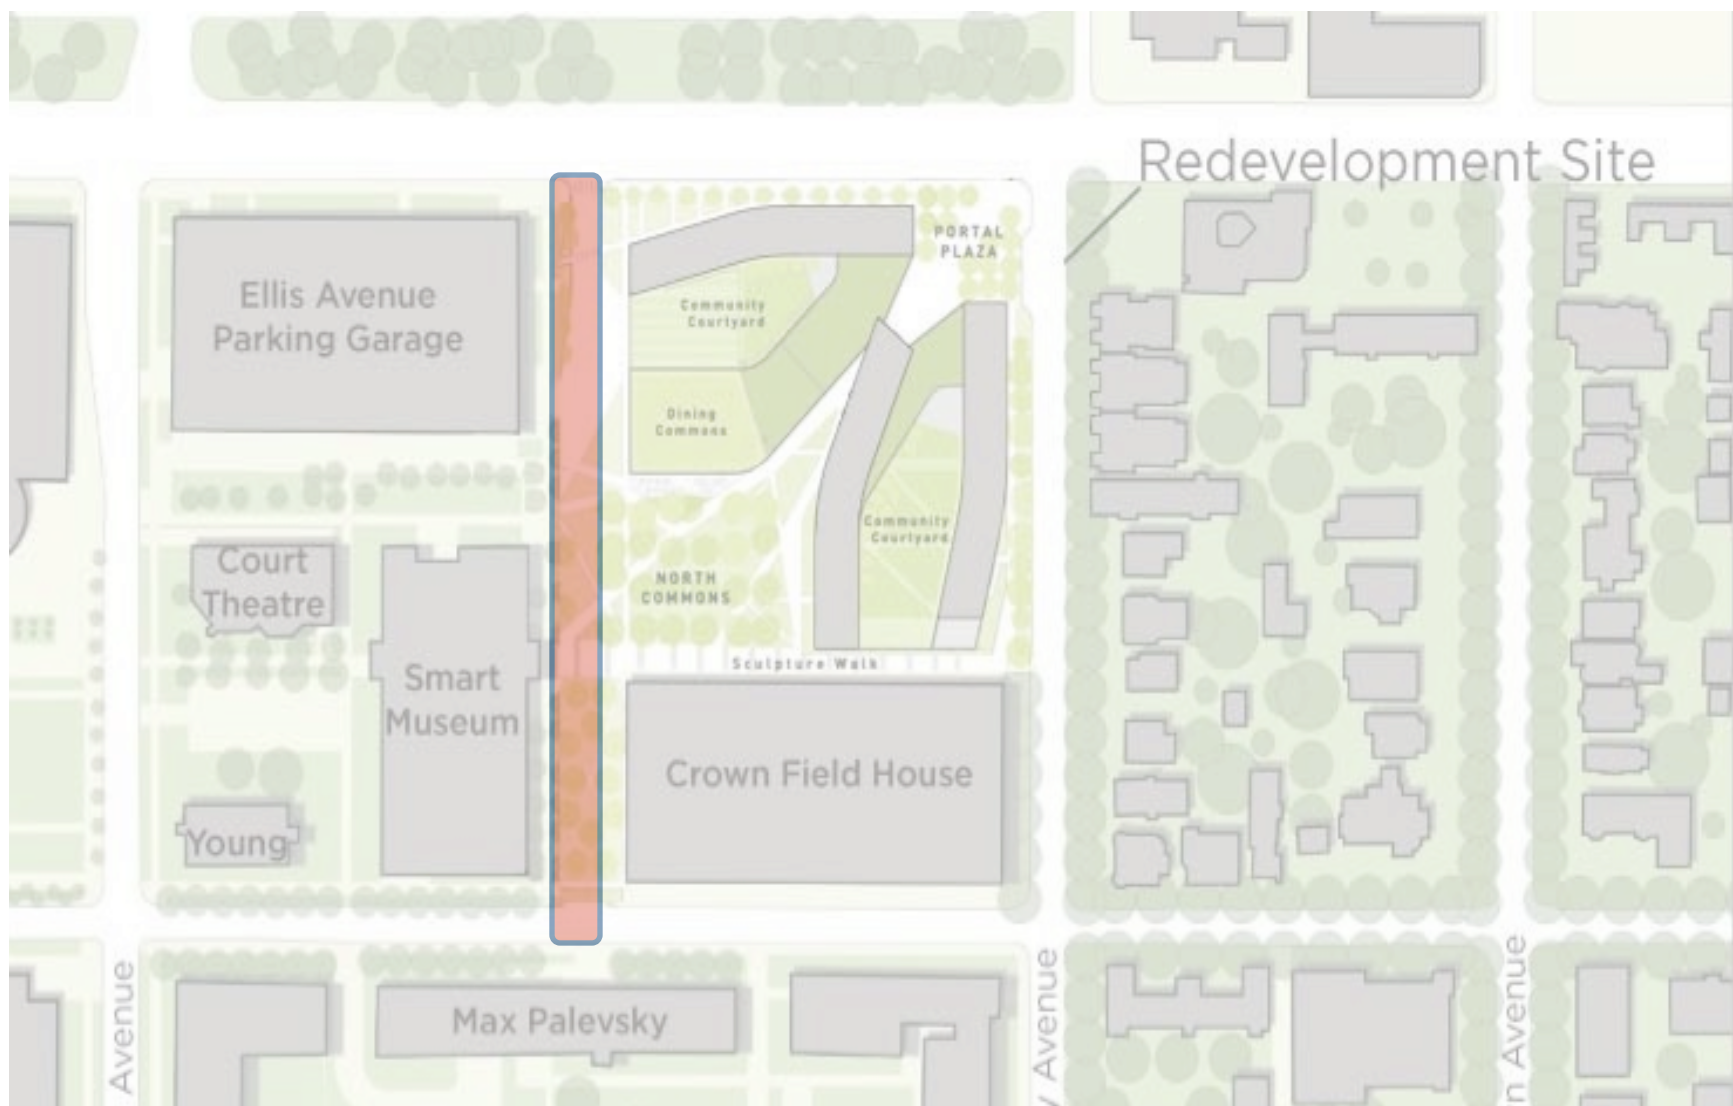 Redevelopment Site
PORTAL
PLAZA
Ellis Avenue
Parking Garage
Community
Courtyard
Dining
Commons
Community
Courtyard
Court
Theatre
NORTH
COMMONS
Sculpture Walk
Smart
Museum
Crown Field House
Young
Max Palevsky
Avenue
Avenue
Avenue